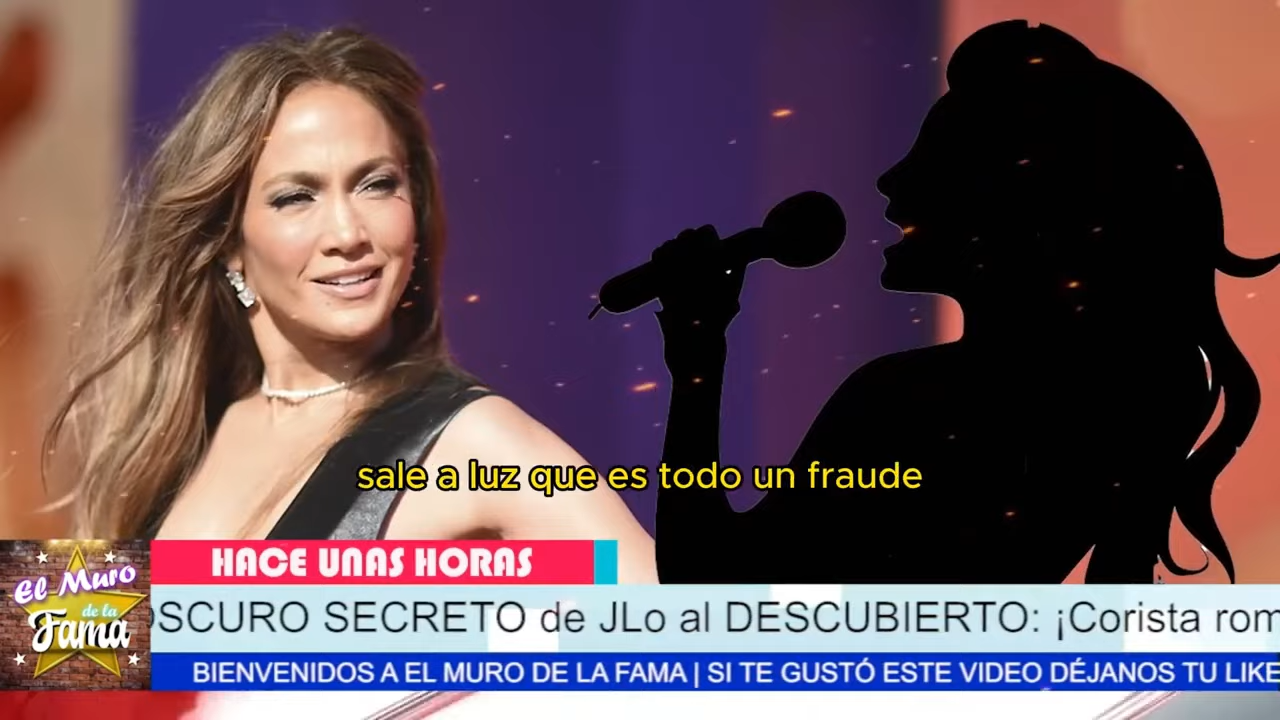 sale a luz que es todo un fraude
HACE UNAS HORAS
El Muro
de la
Fama
OSCURO SECRETO de JLo al DESCUBIERTO: ¡Corista rom
BIENVENIDOS A EL MURO DE LA FAMA | SI TE GUSTÓ ESTE VIDEO DÉJANOS TU LIKE